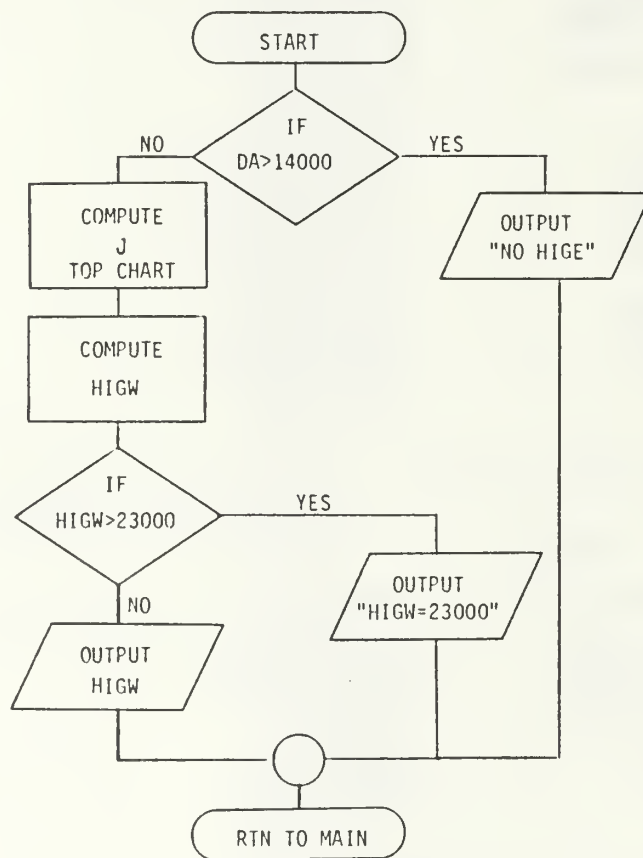 START
IF
DA>14000
NO
YES
COMPUTE
J
TOP CHART
OUTPUT
"NO HIGE"
COMPUTE
HIGW
IF
HIGW>23000
YES
OUTPUT
"HIGW=23000"
NO
OUTPUT
HIGW
RTN TO MAIN